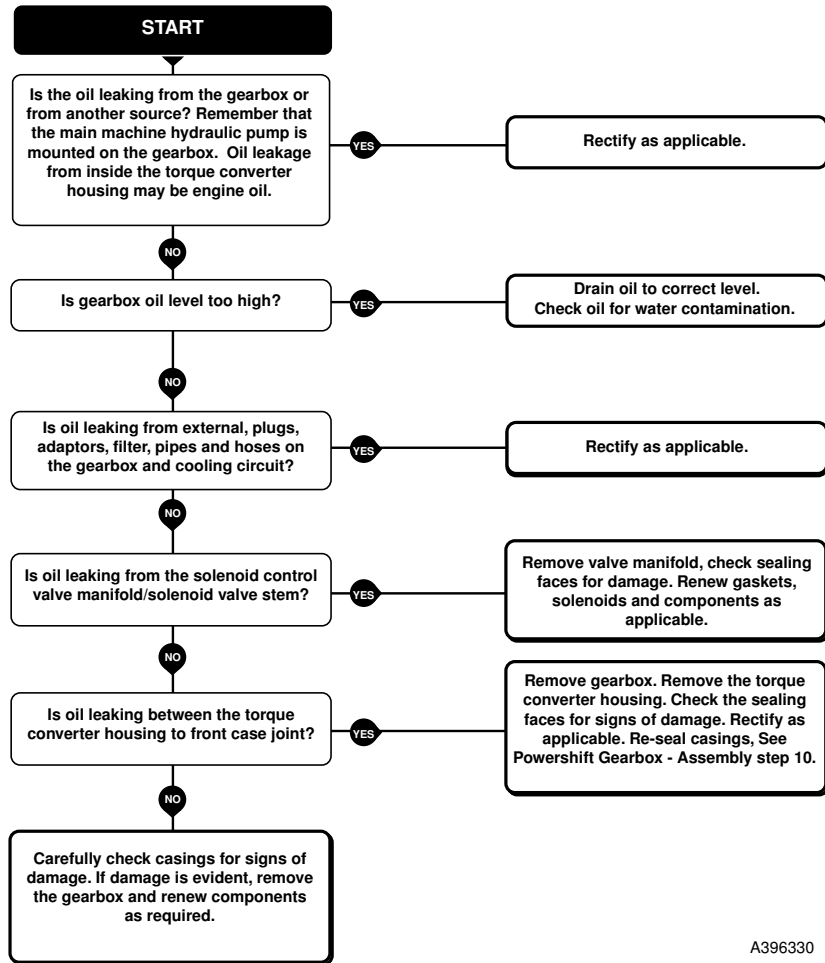 START
Is the oil leaking from the gearbox or
from another source? Remember that
the main machine hydraulic pump is
mounted on the gearbox. Oil leakage
from inside the torque converter
housing may be engine oil.
YES
Rectify as applicable.
NO
Is gearbox oil level too high?
YES
Drain oil to correct level.
Check oil for water contamination.
NO
Is oil leaking from external, plugs,
adaptors, filter, pipes and hoses on
the gearbox and cooling circuit?
YES
Rectify as applicable.
NO
Is oil leaking from the solenoid control
valve manifold/solenoid valve stem?
YES
Remove valve manifold, check sealing
faces for damage. Renew gaskets,
solenoids and components as
applicable.
NO
Is oil leaking between the torque
converter housing to front case joint?
YES
Remove gearbox. Remove the torque
converter housing. Check the sealing
faces for signs of damage. Rectify as
applicable. Re-seal casings, See
Powershift Gearbox - Assembly step 10.
NO
Carefully check casings for signs of
damage. If damage is evident, remove
the gearbox and renew components
as required.
A396330